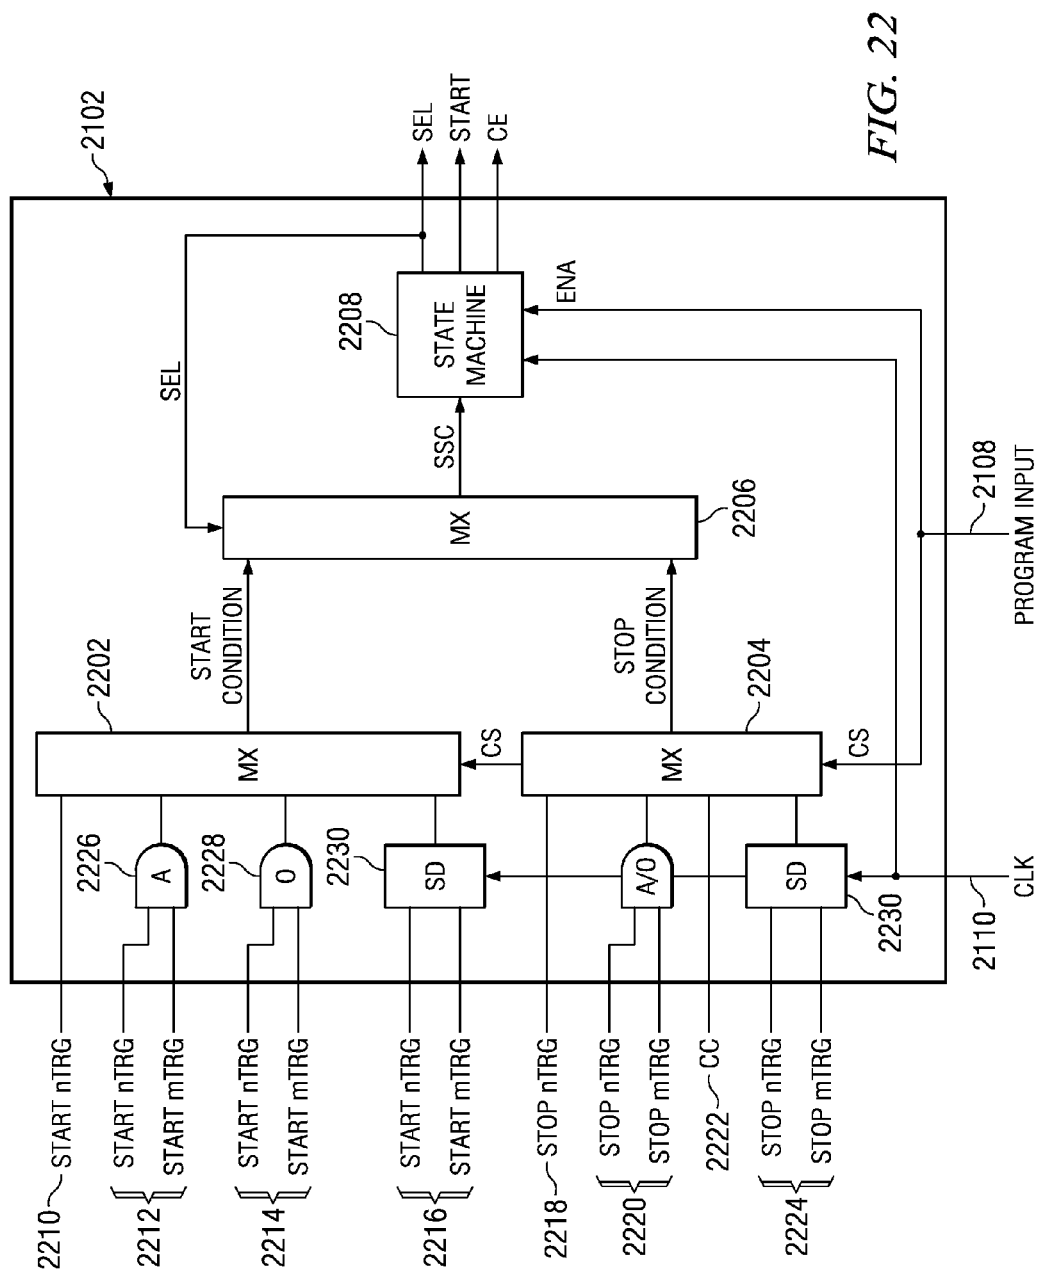 2102
SEL
START
CE
SEL
2208
STATE
MACHINE
ENA
SSC
MX
2206
START
CONDITION
STOP
CONDITION
2202
MX
CS
2204
MX
CS
2226
A
2228
O
2230
SD
A/O
SD
2230
2210
START nTRG
START nTRG
START mTRG
2212
START nTRG
START mTRG
2214
START nTRG
START mTRG
2216
2218
STOP nTRG
STOP nTRG
STOP mTRG
2220
2222
CC
STOP nTRG
STOP mTRG
2224
2110
CLK
2108
PROGRAM INPUT
FIG. 22